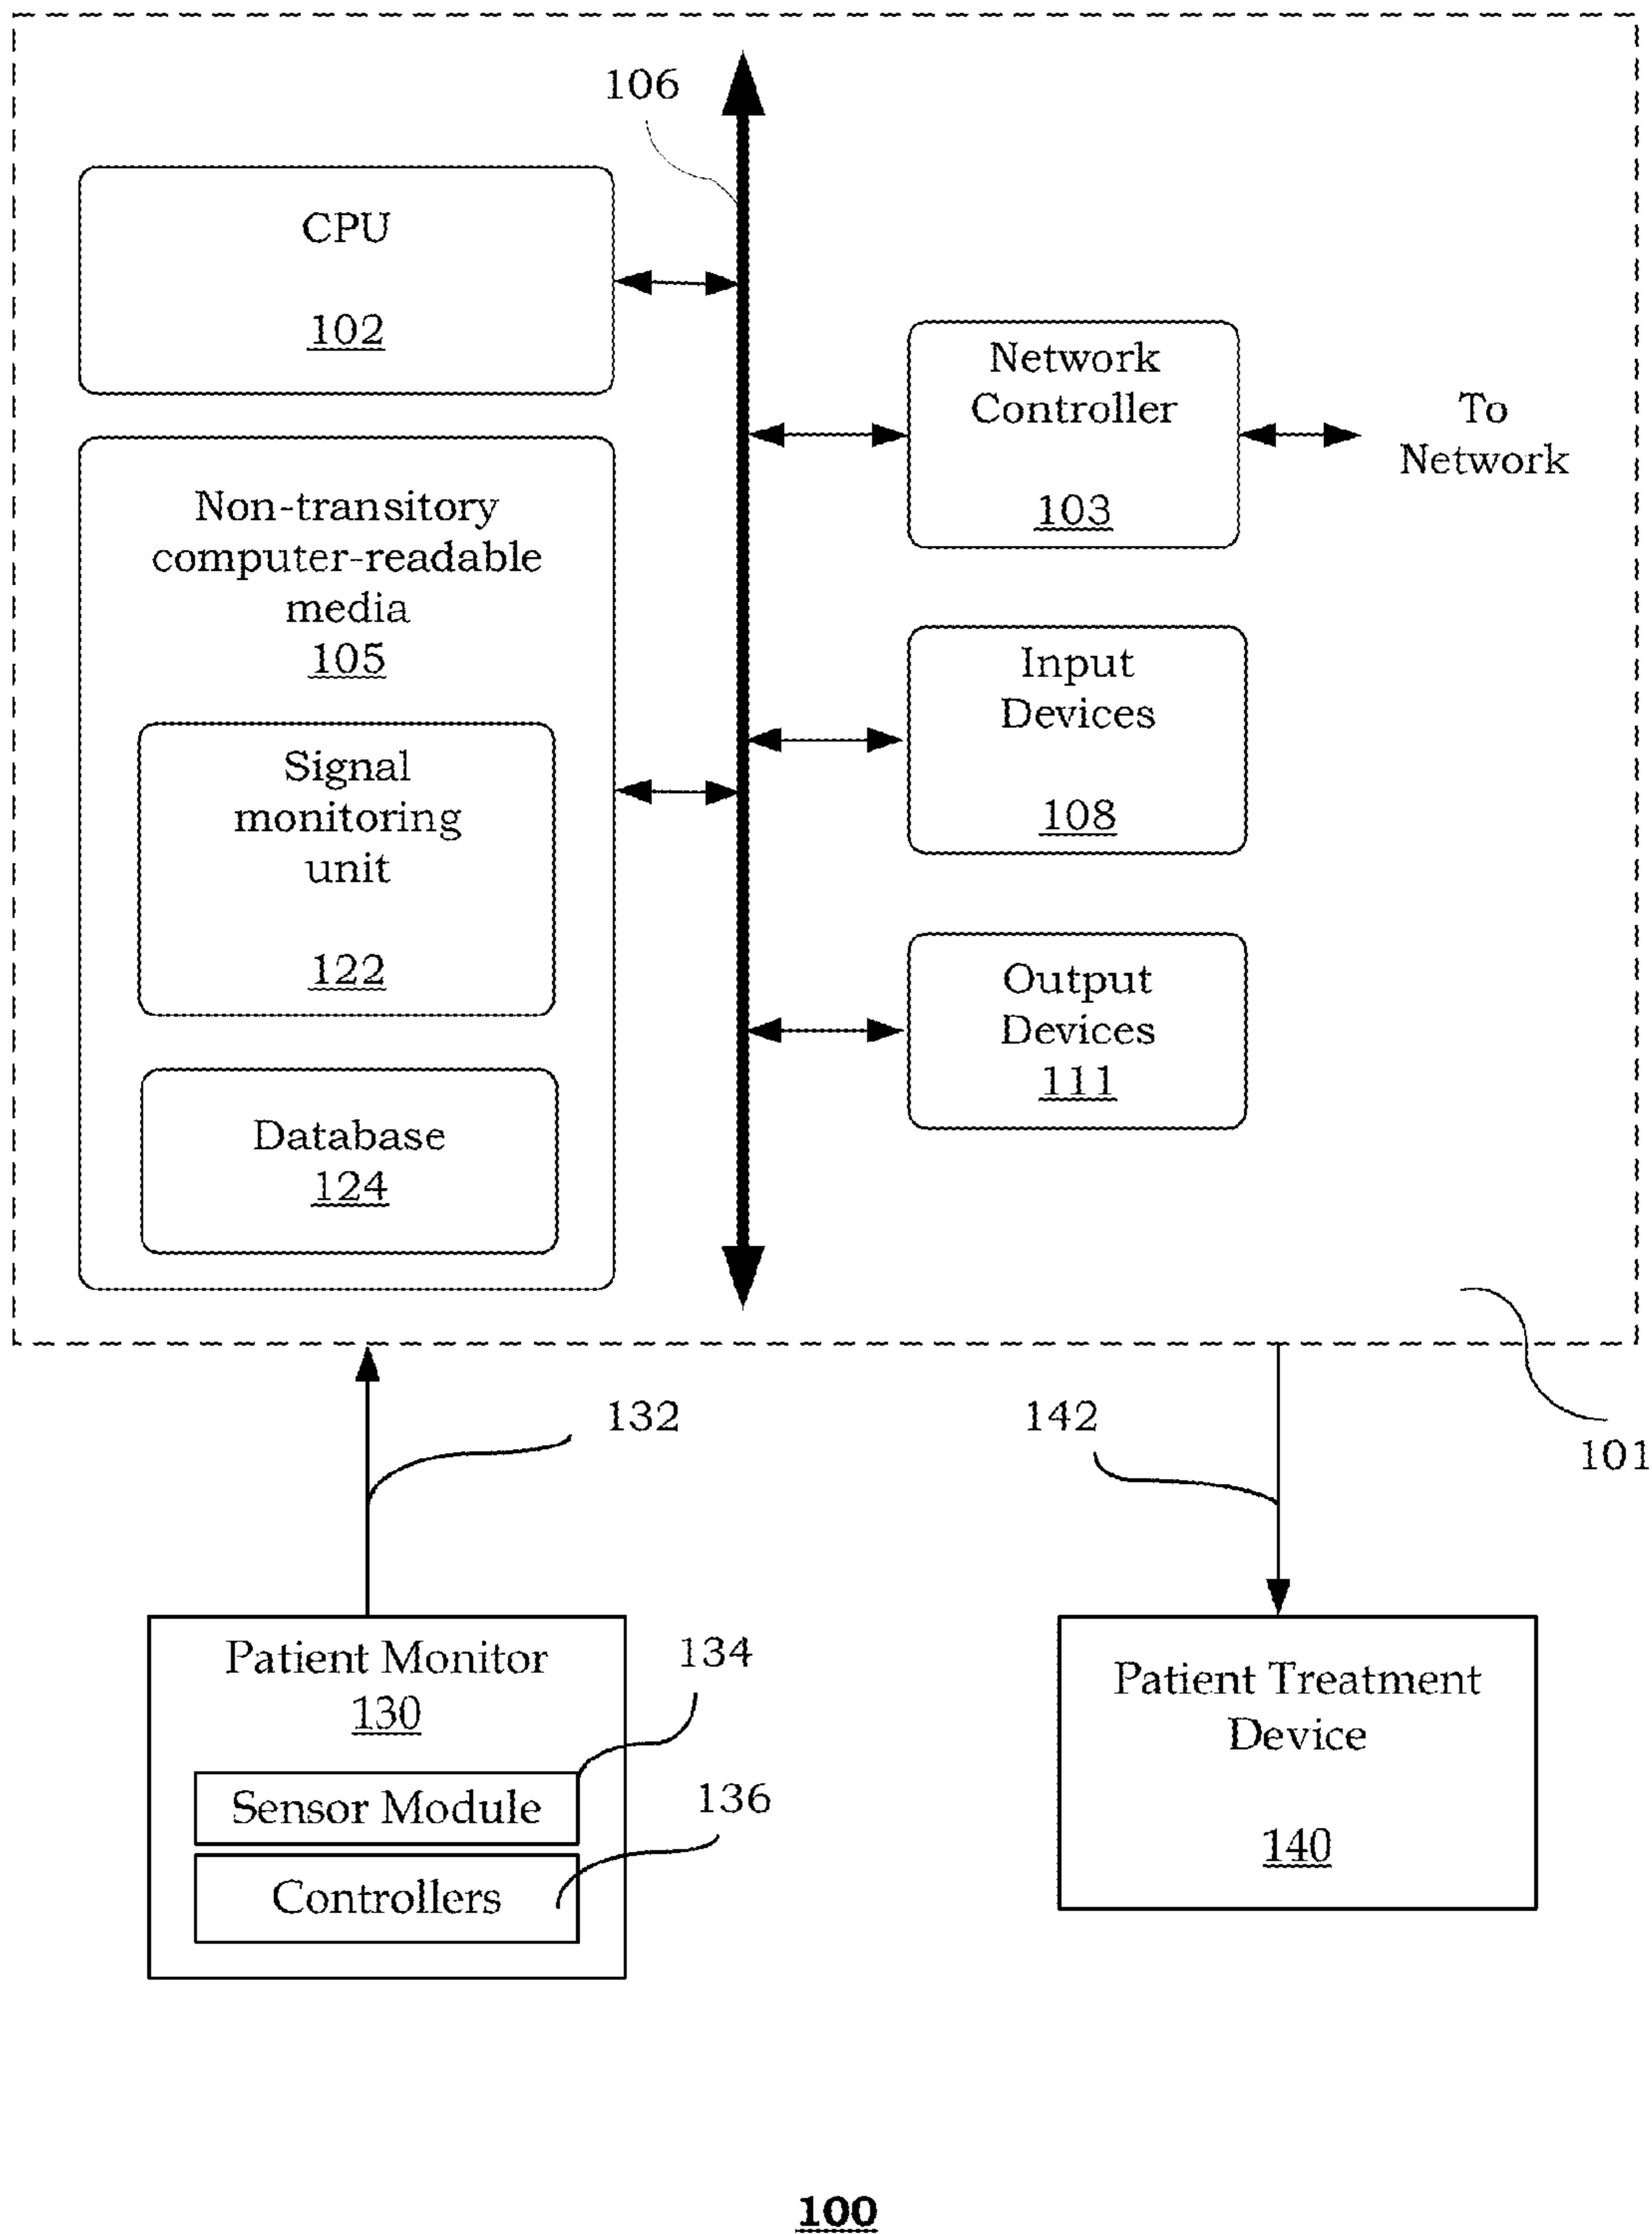 106
CPU
102
Network
Controller
103
To
Network
Non-transitory
computer-readable
media
105
Signal
monitoring
unit
122
Database
124
Input
Devices
108
Output
Devices
111
132
142
101
Patient Monitor
130
134
Sensor Module
136
Controllers
Patient Treatment
Device
140
100